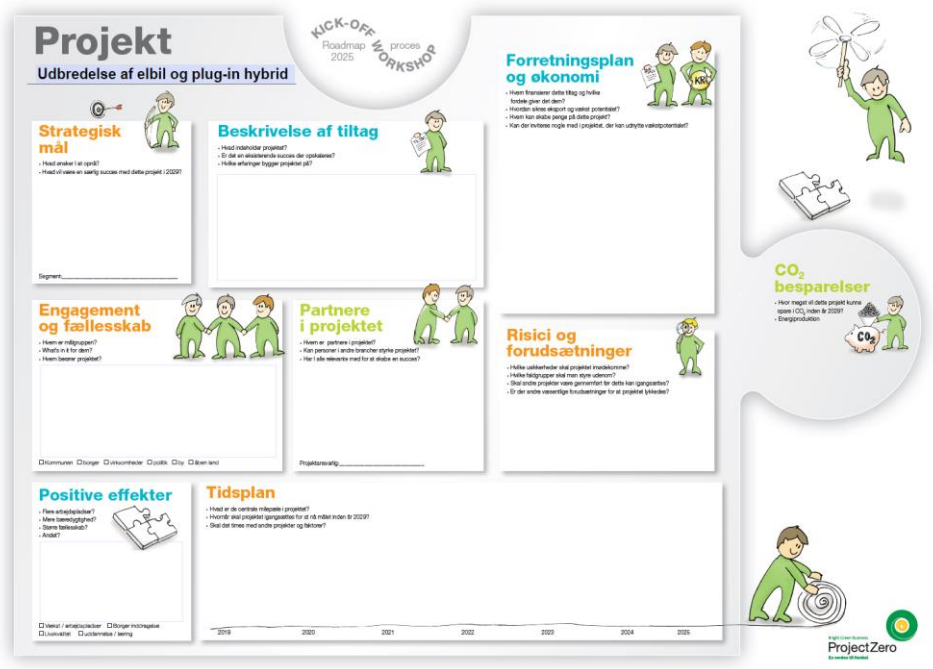 Projekt
Udbredelse af elbil og plug-in hybrid
KICK-OFF
WORKSHOP
Roadmap
2025
proces
Strategisk
mål
- Hvad ønsker I at opnå?
- Hvad vil være en særlig succes med dette projekt i 2029?
Segment:
Beskrivelse af tiltag
- Hvad indeholder projektet?
- Er det en eksisterende succes der opskaleres?
- Hvilke erfaringer bygger projektet på?
Forretningsplan
og økonomi
- Hvem finansierer dette tiltag og hvilke
fordele giver det dem?
- Hvordan sikres eksport og vækst potentialet?
- Hvem kan skabe penge på dette projekt?
- Kan der inviteres nogle med i projektet, der kan udnytte vækstpotentialet?
KR
Engagement
og fællesskab
- Hvem er målgruppen?
- What's in it for dem?
- Hvem berører projektet?
Kommunen borger virksomheder politik by åben land
Partnere
i projektet
- Hvem er partnere i projektet?
- Kan personer i andre brancher styrke projektet?
- Har I alle relevante med for at skabe en succes?
Projektansvarlig:
Risici og
forudsætninger
- Hvilke usikkerheder skal projektet imødekomme?
- Hvilke faldgrupper skal man styre udenom?
- Skal andre projekter være gennemført før dette kan igangsættes?
- Er der andre væsentlige forudsætninger for at projektet lykkedes?
CO2
besparelser
- Hvor meget vil dette projekt kunne
spare i CO2 inden år 2029?
- Energiproduktion
CO2
Positive effekter
- Flere arbejdspladser?
- Mere bæredygtighed?
- Større fællesskab?
- Andet?
Vækst / arbejdspladser Borger inddragelse
Livskvalitet uddannelse / læring
Tidsplan
- Hvad er de centrale milepæle i projektet?
- Hvornår skal projektet igangsættes for at nå målet inden år 2029?
- Skal det times med andre projekter og faktorer?
2019 2020 2021 2022 2023 2024 2025
Bright Green Business
ProjectZero